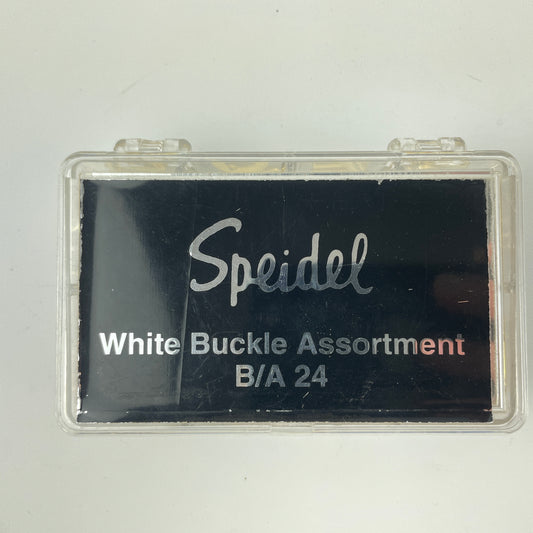 Speidel
White Buckle Assortment
B/A 24